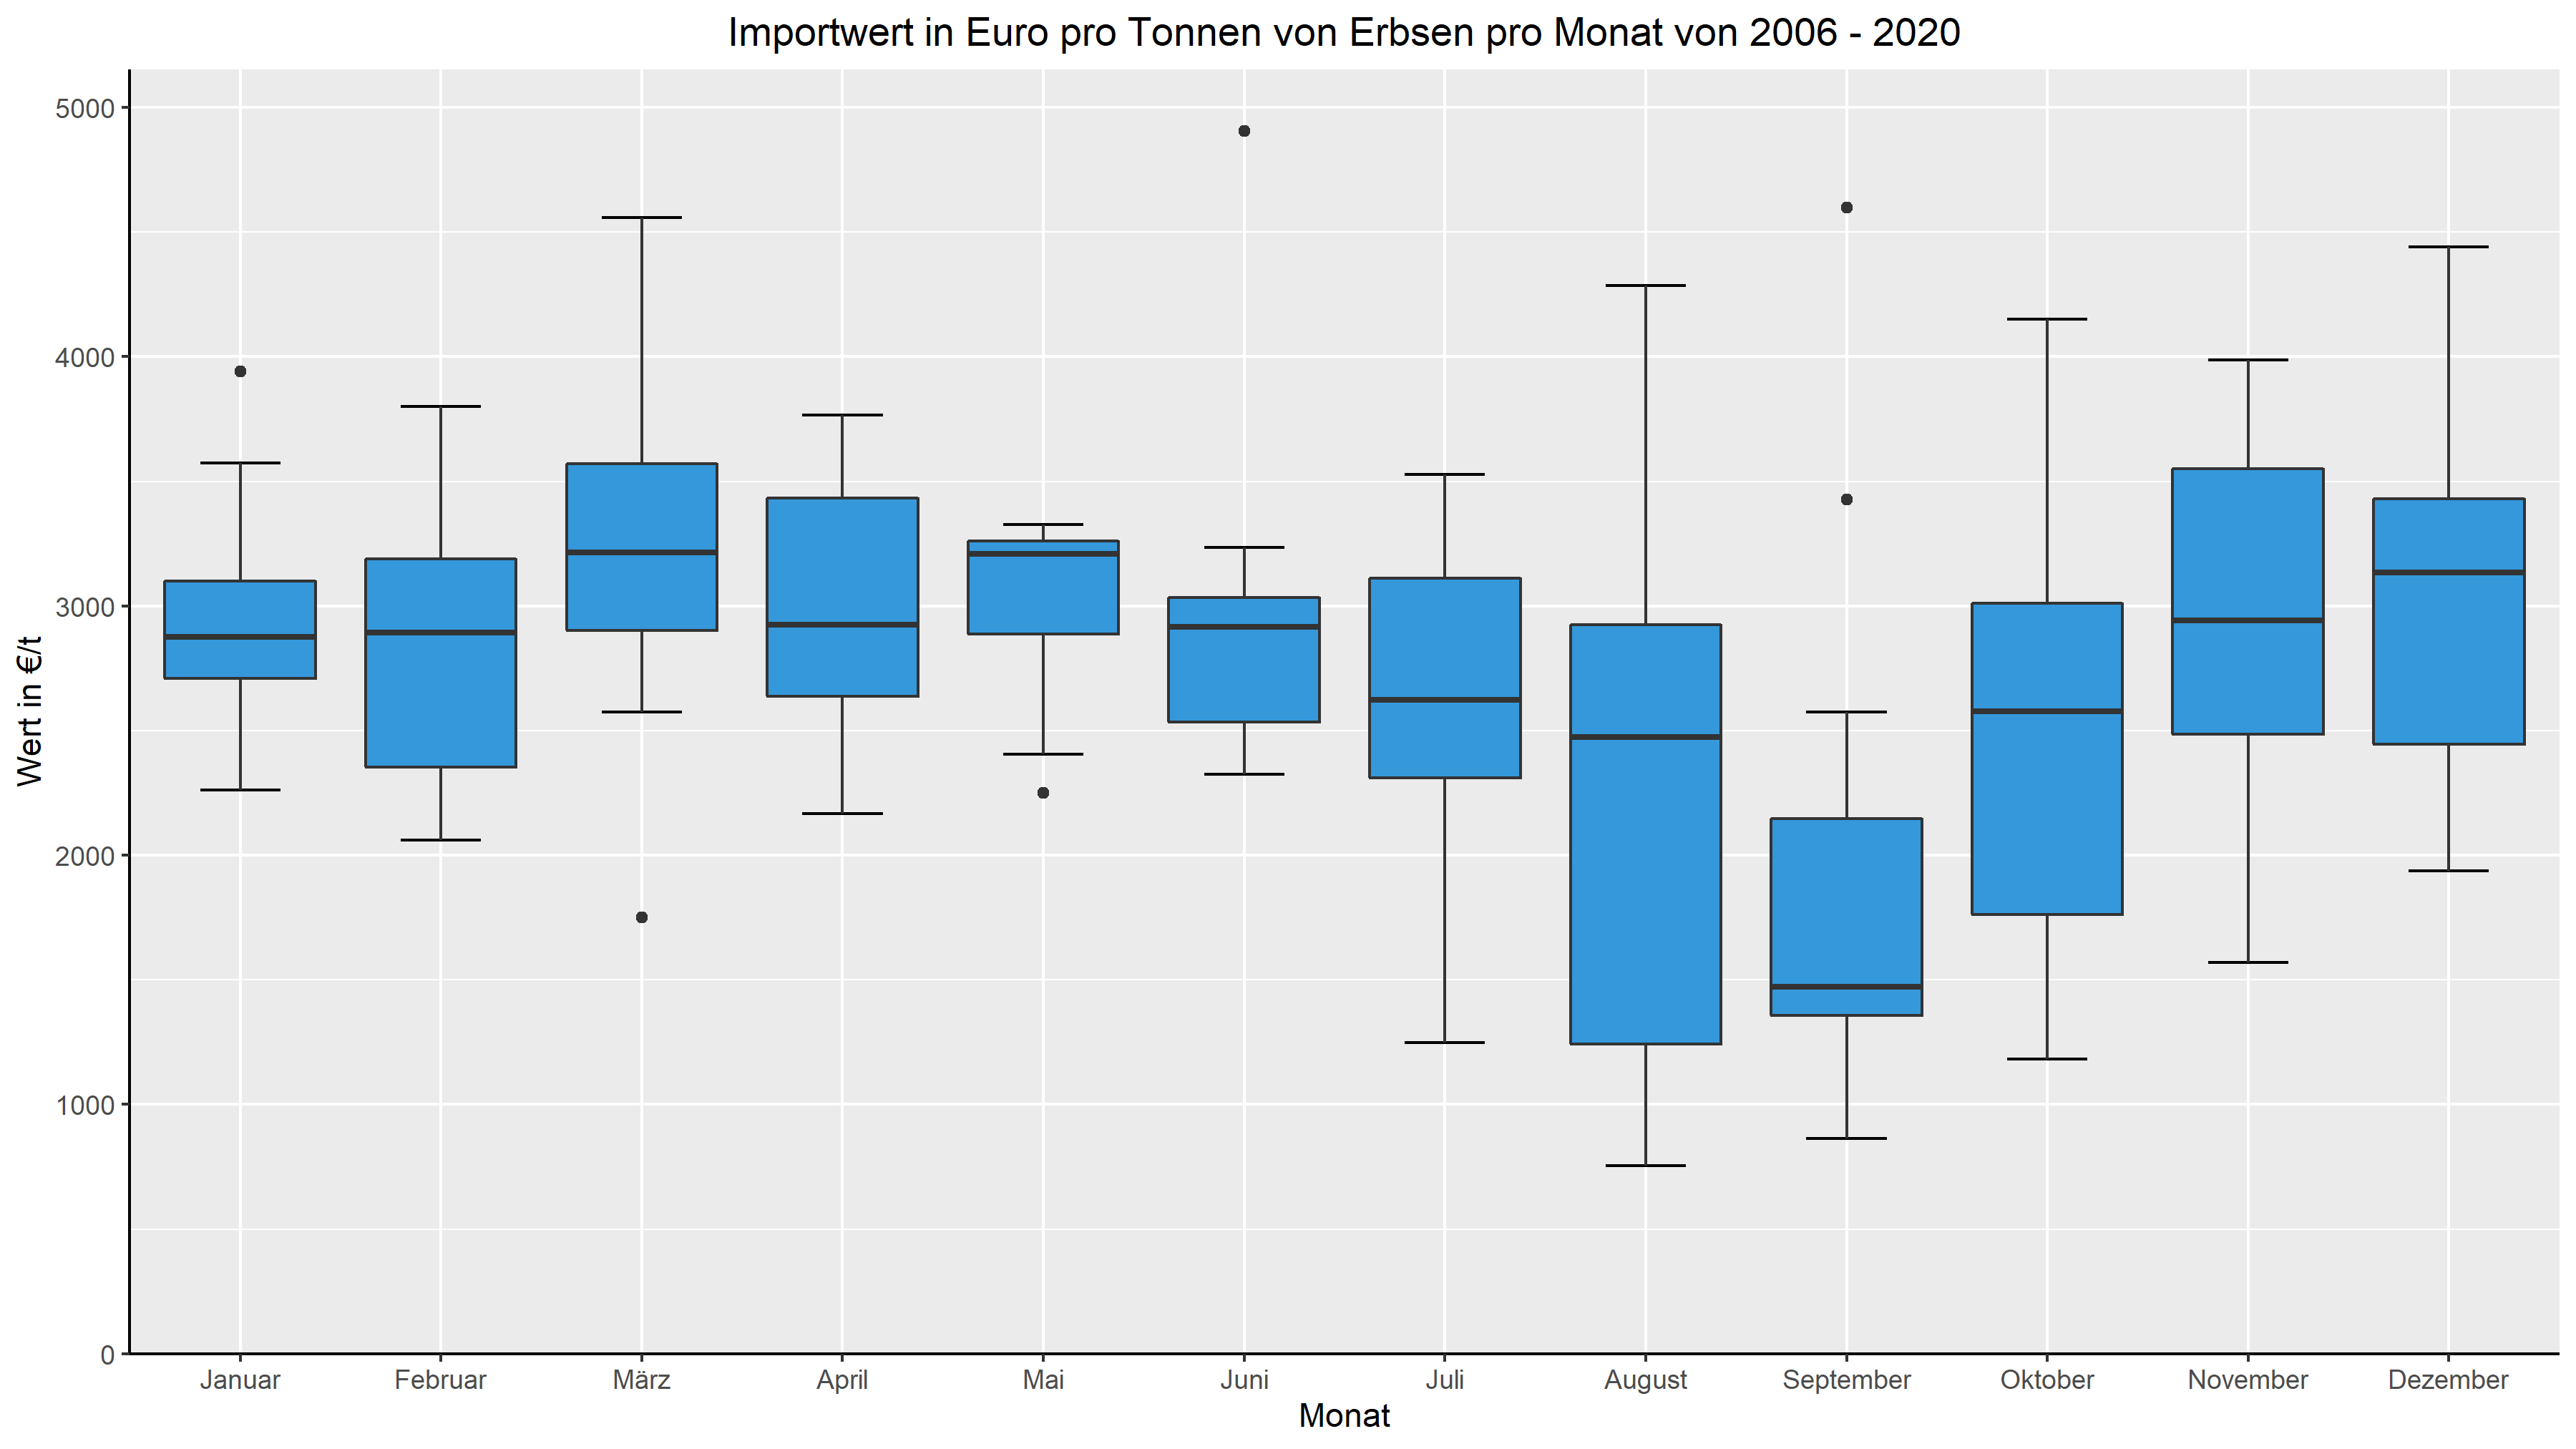 Importwert in Euro pro Tonnen von Erbsen pro Monat von 2006 - 2020
5000
4000
3000
2000
1000
0
Wert in €/t
Januar Februar März April Mai Juni Juli August September Oktober November Dezember
Monat